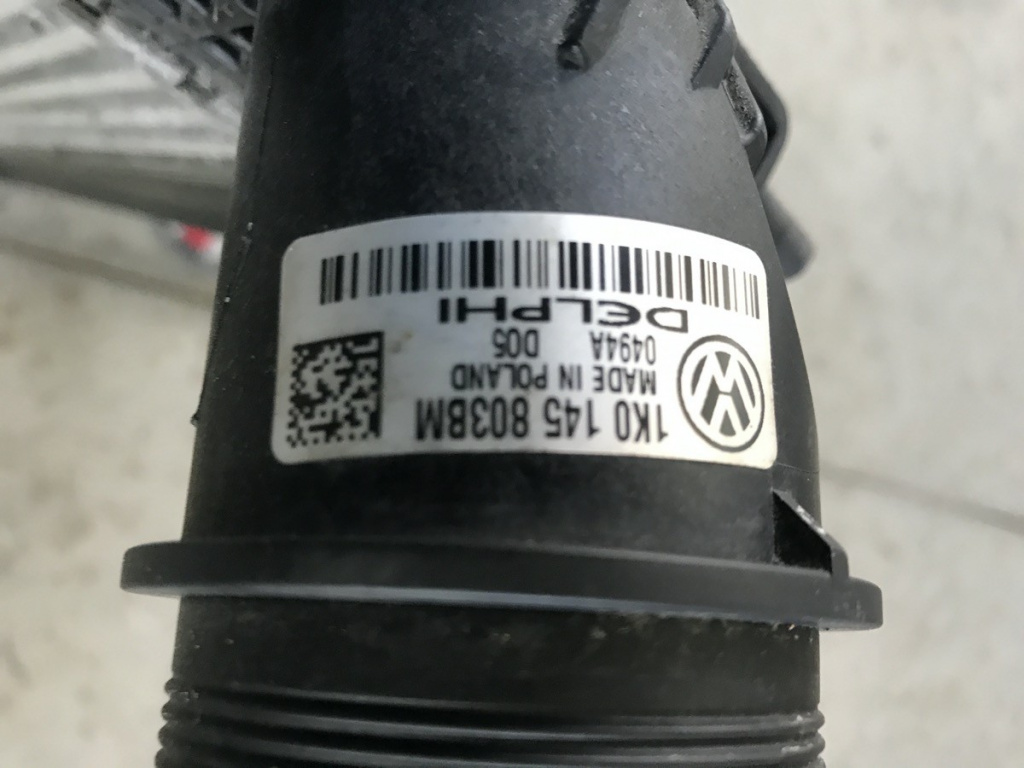 1K0 145 803BM
MADE IN POLAND
0494A D05
DELPHI